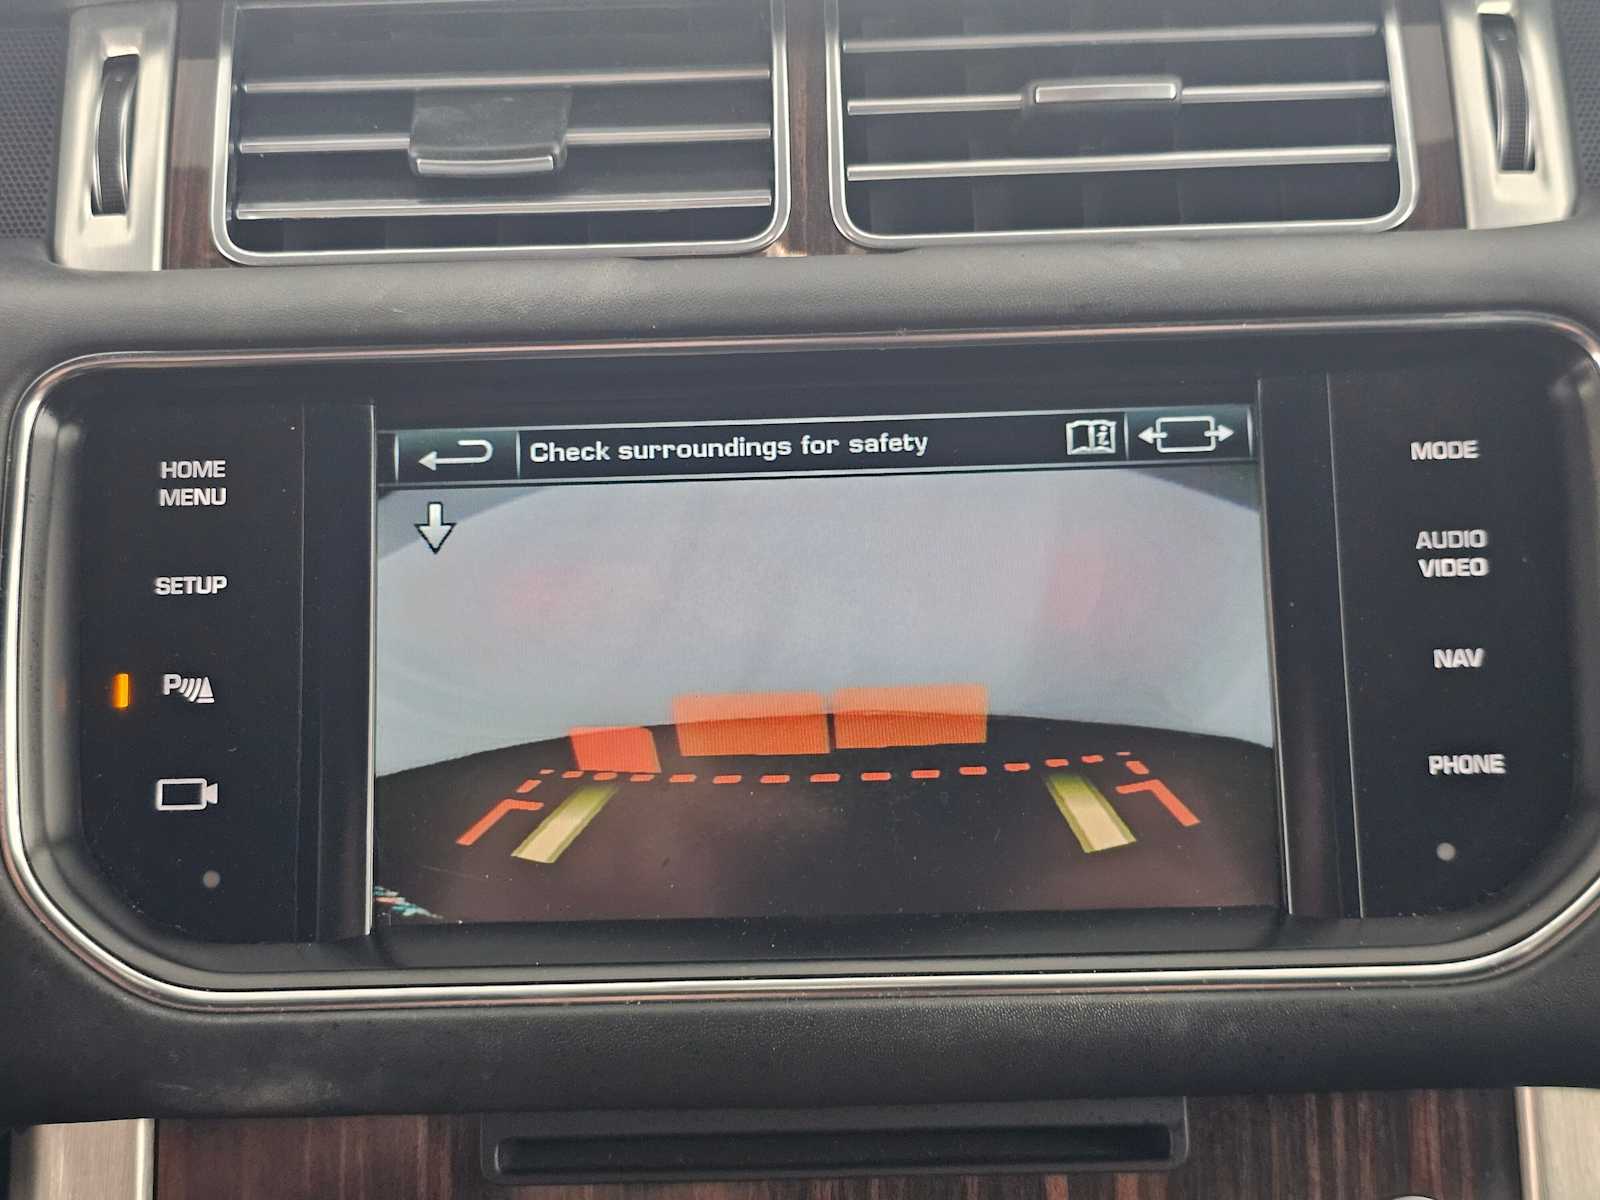 Check surroundings for safety
HOME
MENU
SETUP
P
MODE
AUDIO
VIDEO
NAV
PHONE